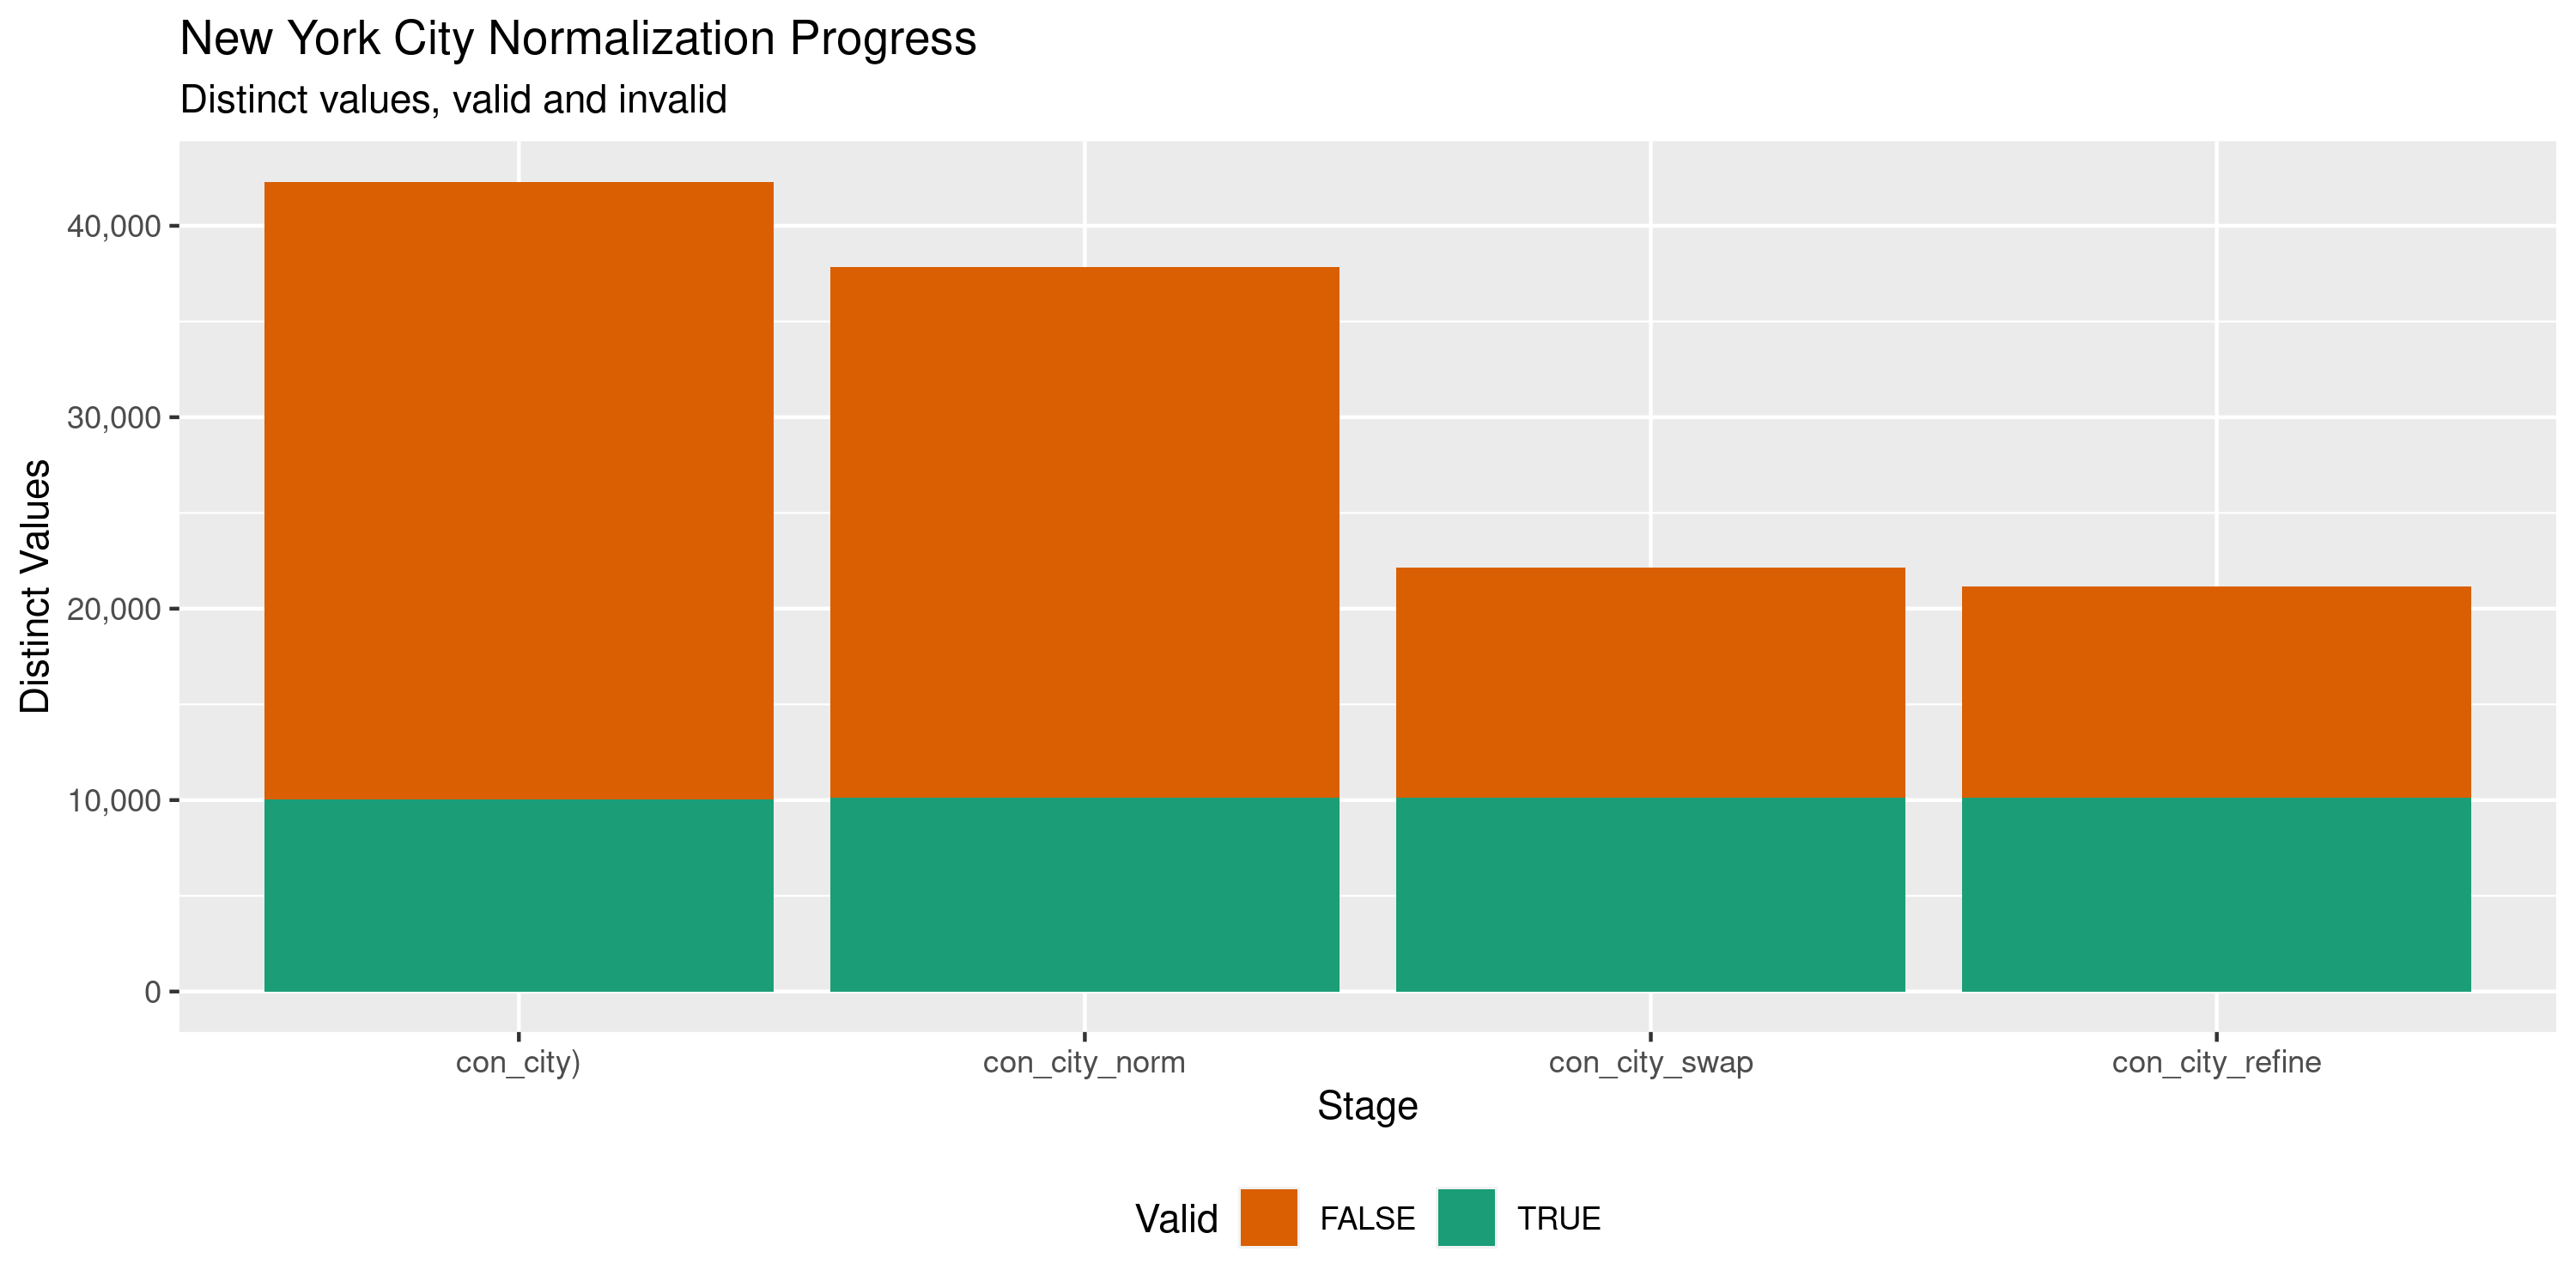 New York City Normalization Progress
Distinct values, valid and invalid
Distinct Values
40,000
30,000
20,000
10,000
0
con_city) con_city_norm con_city_swap con_city_refine
Stage
Valid FALSE TRUE